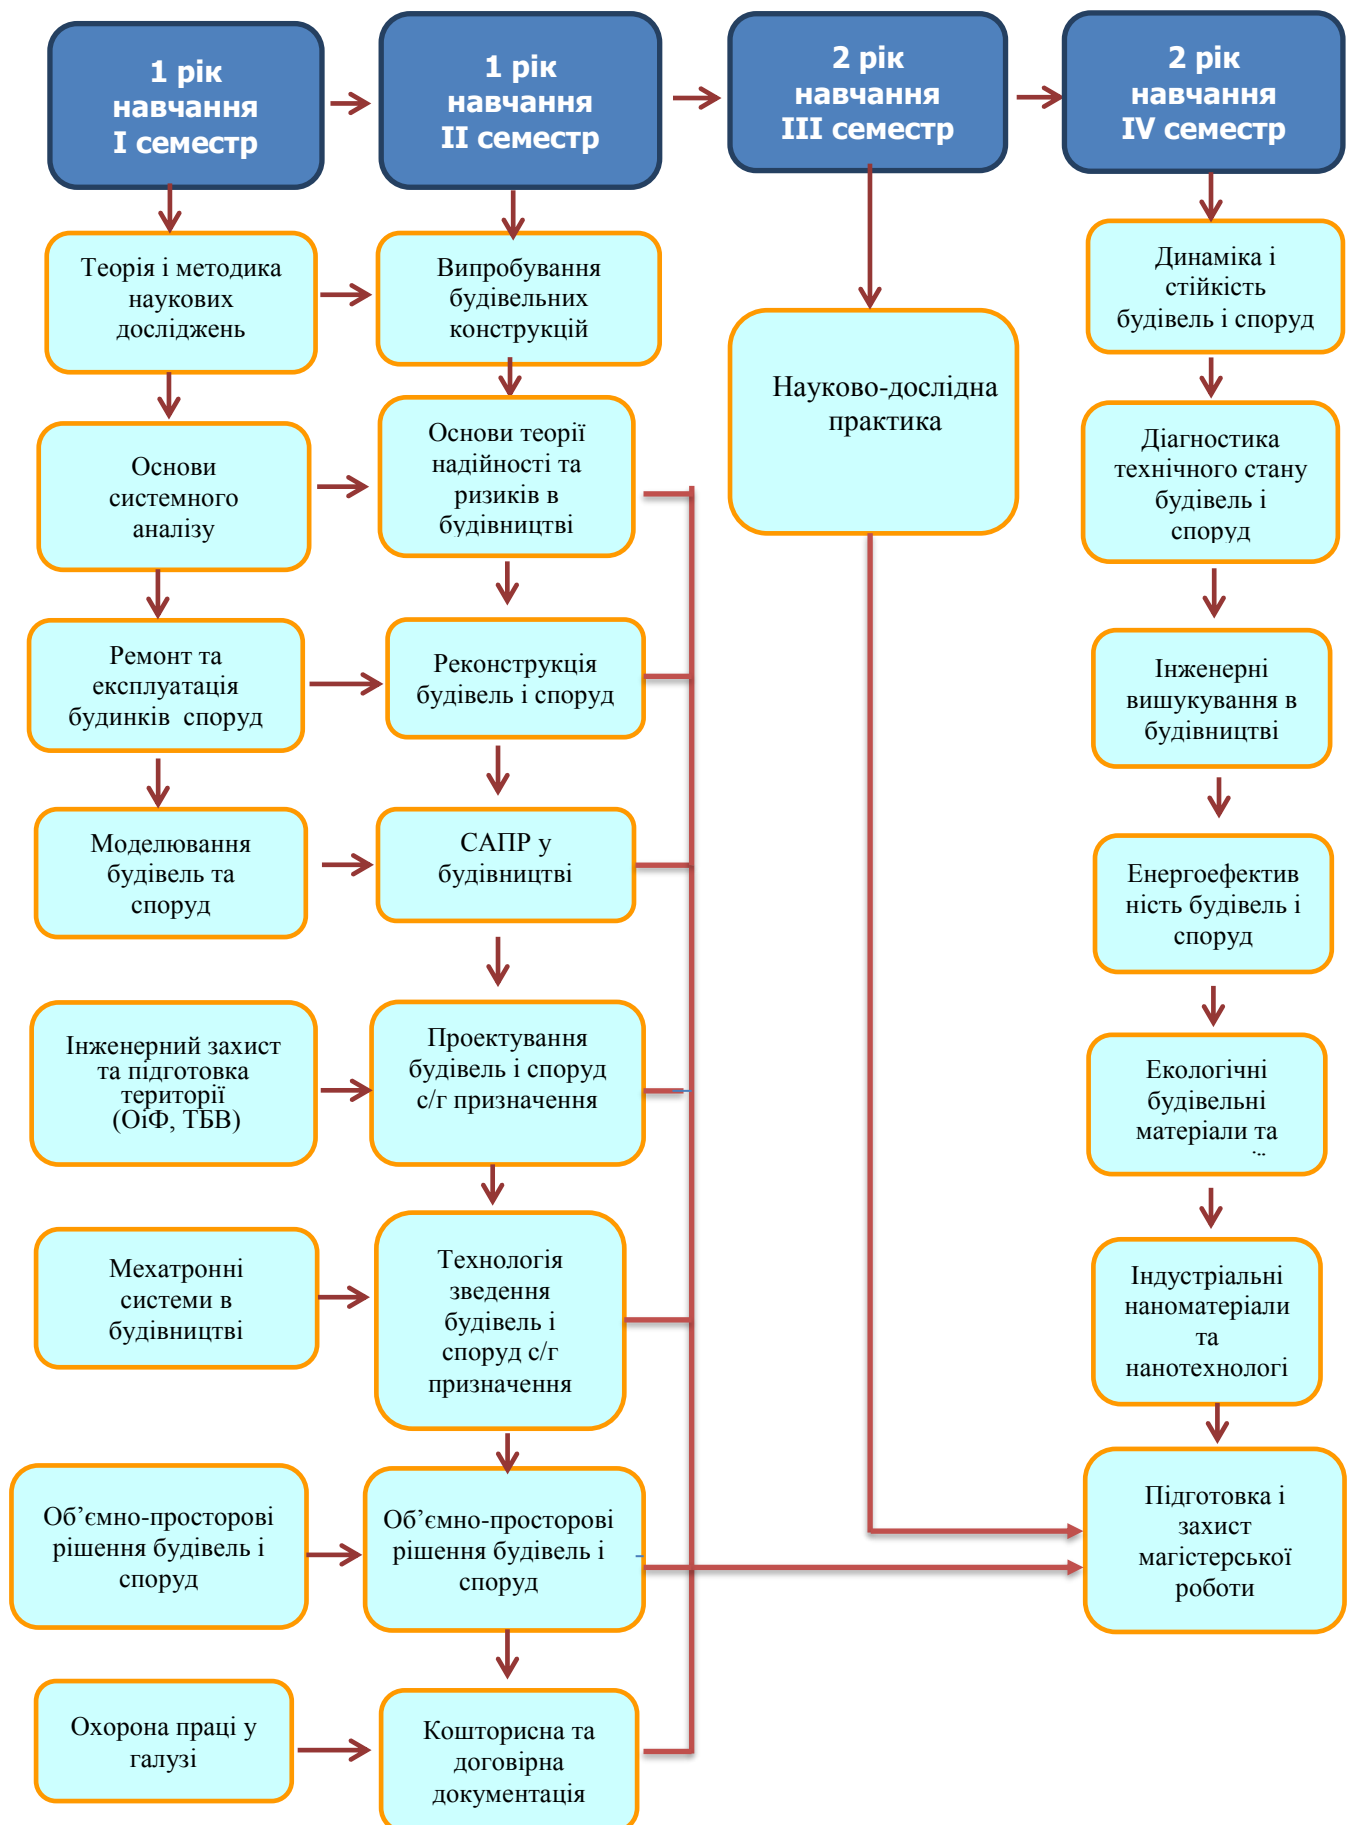 1 рік
навчання
I семестр
1 рік
навчання
II семестр
2 рік
навчання
III семестр
2 рік
навчання
IV семестр
Теорія і методика
наукових
досліджень
Основи
системного
аналізу
Ремонт та
експлуатація
будинків споруд
Моделювання
будівель та
споруд
Інженерний захист
та підготовка
території
(ОіФ, ТБВ)
Мехатронні
системи в
будівництві
Об’ємно-просторові
рішення будівель і
споруд
Охорона праці у
галузі
Випробування
будівельних
конструкцій
Основи теорії
надійності та
ризиків в
будівництві
Реконструкція
будівель і споруд
САПР у
будівництві
Проектування
будівель і споруд
с/г призначення
Технологія
зведення
будівель і
споруд с/г
призначення
Об’ємно-просторові
рішення будівель і
споруд
Кошторисна та
договірна
документація
Науково-дослідна
практика
Динаміка і
стійкість
будівель і споруд
Діагностика
технічного стану
будівель і
споруд
Інженерні
вишукування в
будівництві
Енергоефектив
ність будівель і
споруд
Екологічні
будівельні
матеріали та
Індустріальні
наноматеріали
та
нанотехнологі
Підготовка і
захист
магістерської
роботи